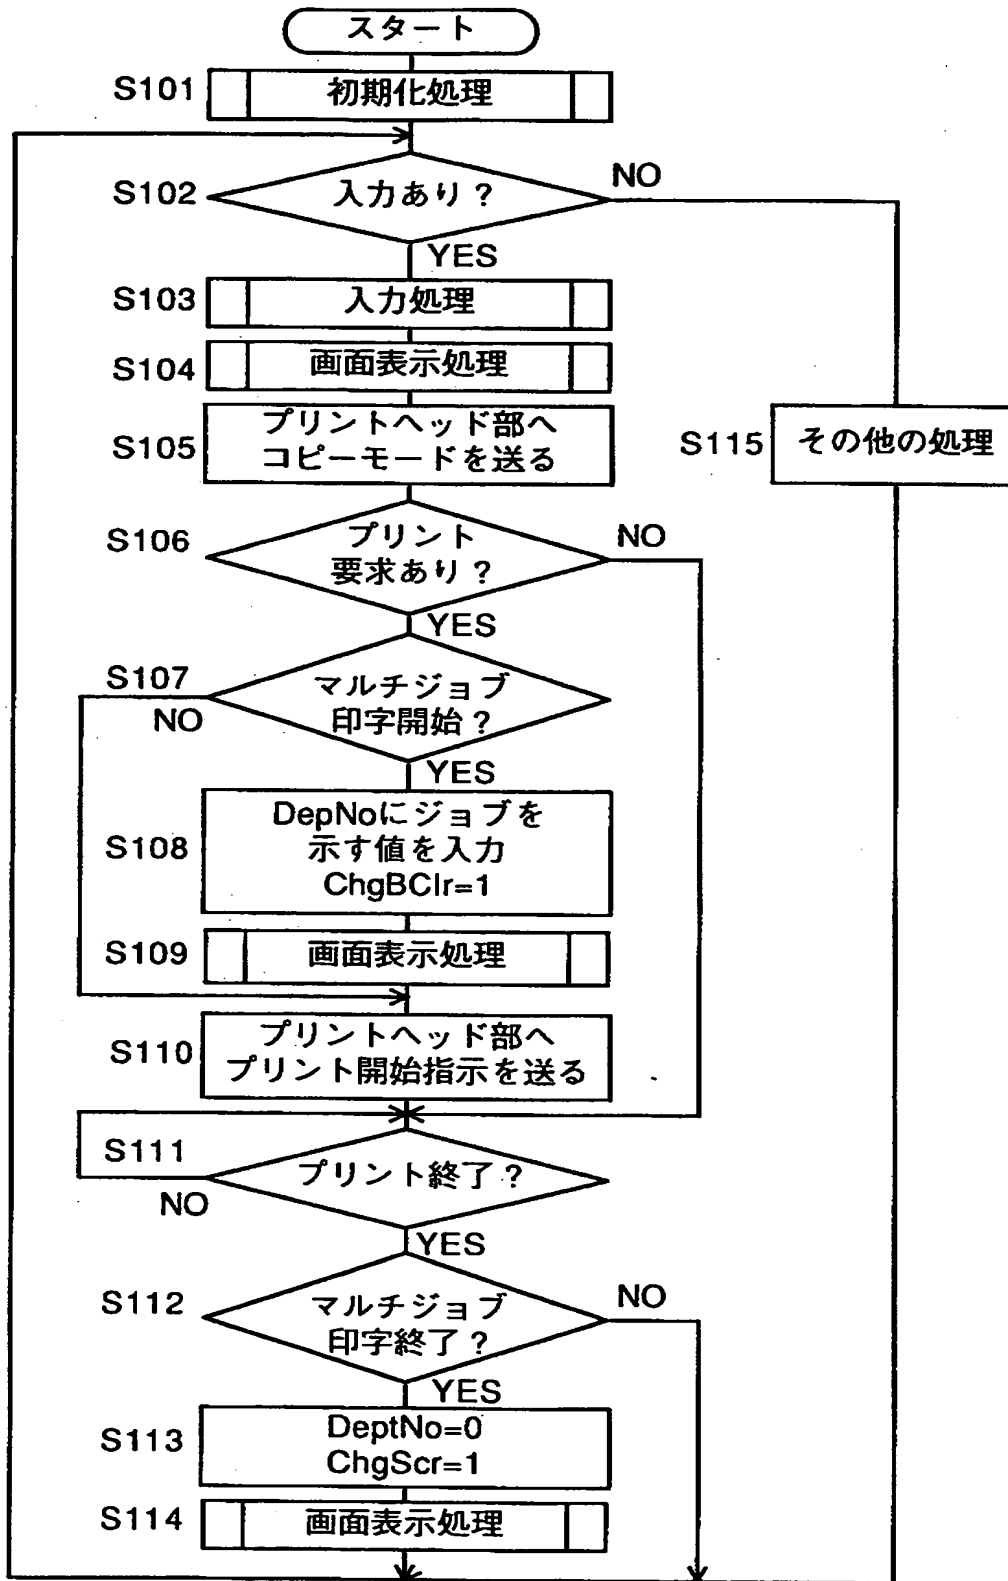 スタート
S101
初期化処理
S102
入力あり？
NO
YES
S103
入力処理
S104
画面表示処理
S105
プリントヘッド部へ
コピーモードを送る
S115
その他の処理
S106
プリント
要求あり？
NO
YES
S107
マルチジョブ
印字開始？
NO
YES
S108
DepNoにジョブを
示す値を入力
ChgBClr=1
S109
画面表示処理
S110
プリントヘッド部へ
プリント開始指示を送る
S111
プリント終了？
NO
YES
S112
マルチジョブ
印字終了？
NO
YES
S113
DeptNo=0
ChgScr=1
S114
画面表示処理